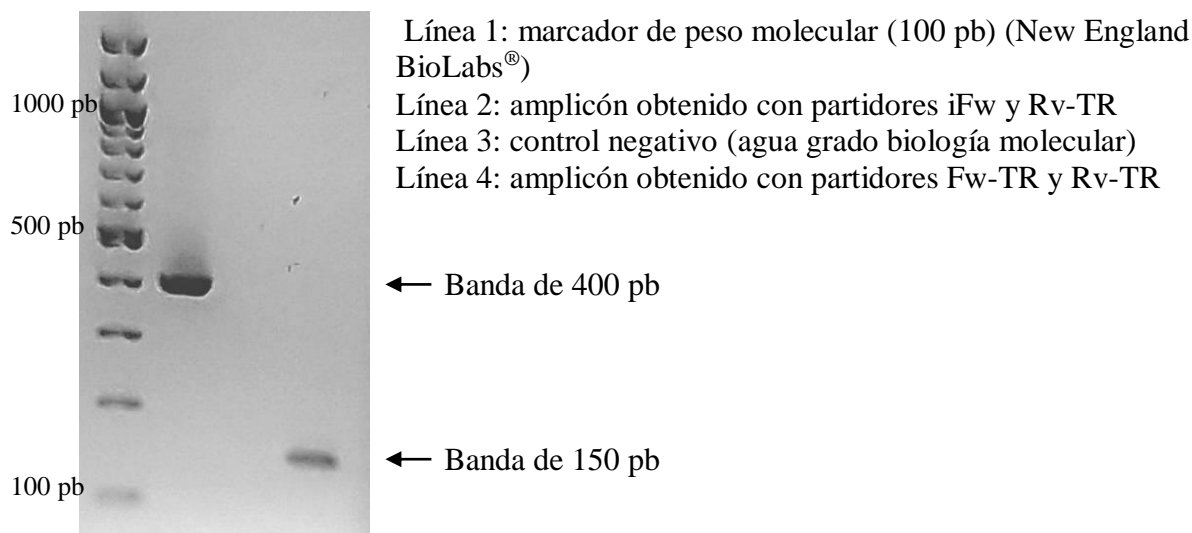 Línea 1: marcador de peso molecular (100 pb) (New England
BioLabs®)
Línea 2: amplicón obtenido con partidores iFw y Rv-TR
Línea 3: control negativo (agua grado biología molecular)
Línea 4: amplicón obtenido con partidores Fw-TR y Rv-TR
1000 pb
500 pb
Banda de 400 pb
Banda de 150 pb
100 pb